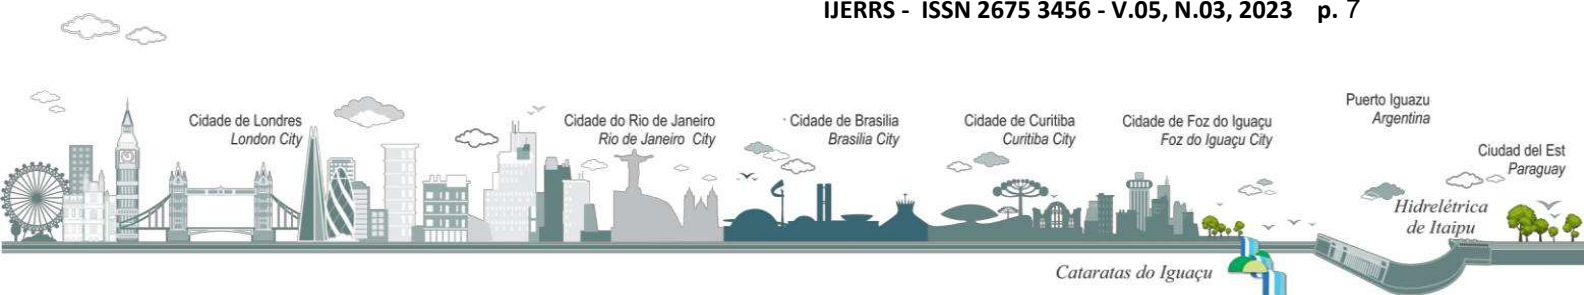 IJERRS - ISSN 2675 3456 - V.05, N.03, 2023 p. 7
Cidade de Londres
London City
Cidade do Rio de Janeiro
Rio de Janeiro City
Cidade de Brasilia
Brasilia City
Cidade de Curitiba
Curitiba City
Cidade de Foz do Iguaçu
Foz do Iguaçu City
Puerto Iguazu
Argentina
Ciudad del Est
Paraguay
Hidrelétrica
de Itaipu
Cataratas do Iguaçu